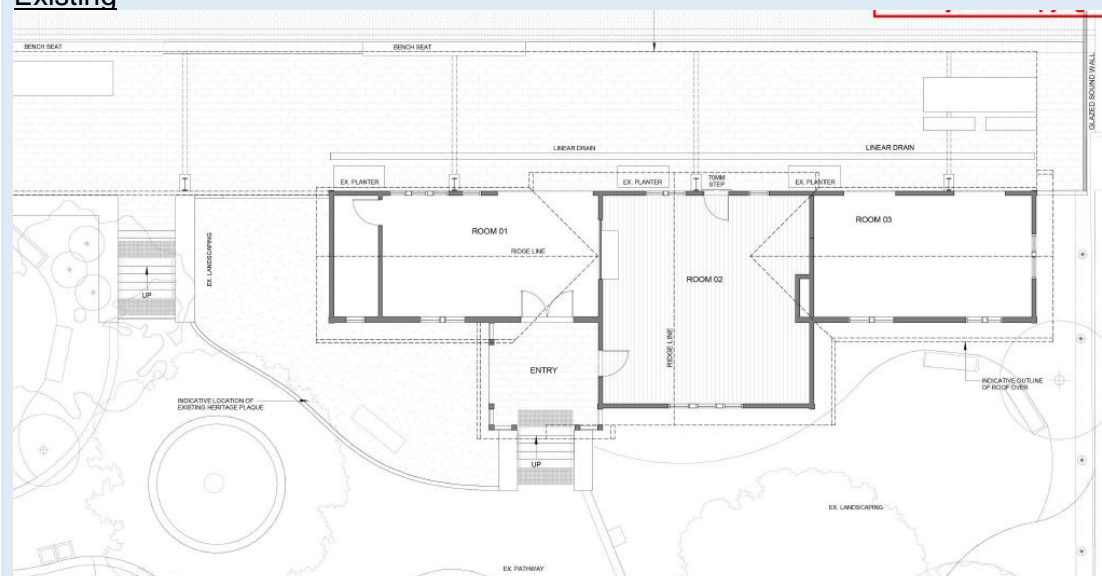 Existing
BENCH SEAT
BENCH SEAT
GLAZED SOUND WALL
LINEAR DRAIN
LINEAR DRAIN
EX. PLANTER
EX. PLANTER
70MM
STEP
EX. PLANTER
ROOM 01
ROOM 03
RIDGE LINE
EX. LANDSCAPING
ROOM 02
UP
RIDGE LINE
ENTRY
INDICATIVE OUTLINE
OF ROOF OVER
INDICATIVE LOCATION OF
EXISTING HERITAGE PLAQUE
UP
EX. LANDSCAPING
EX. PATHWAY